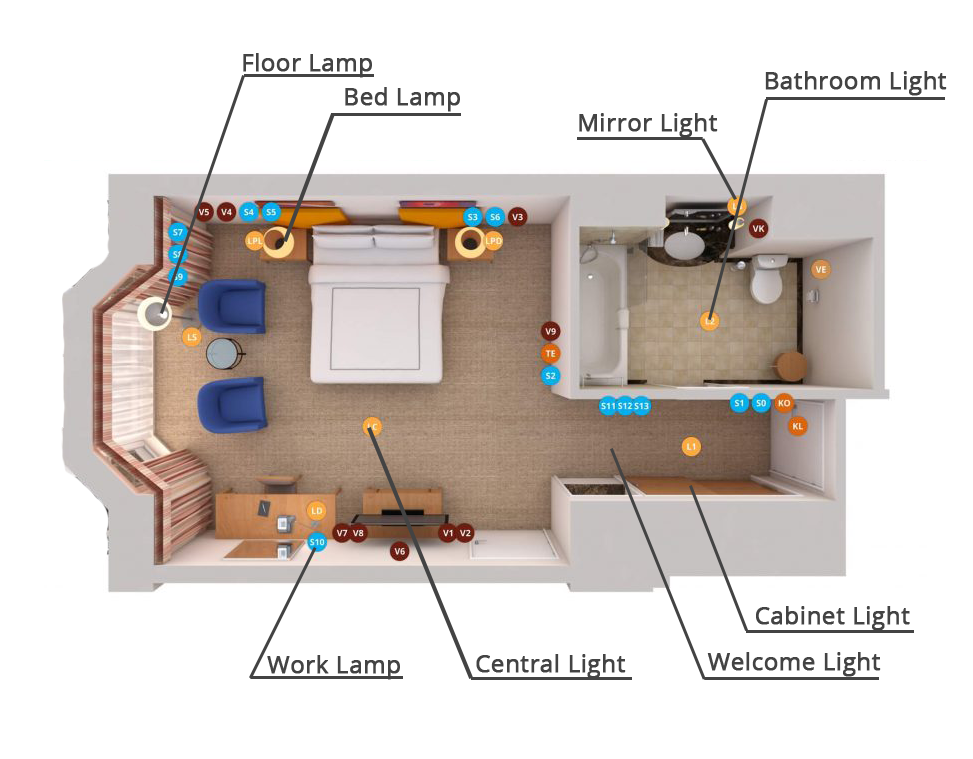 Floor Lamp
Bed Lamp
Bathroom Light
Mirror Light
V5 V4 S4 S5
S3 S6 V3
VK
S7
LPL
LPD
S8
VE
S9
L5
L2
V9
TE
S2
S11 S12 S13
S1 S0 KO
LC
KL
L1
LD
V7 V8
V1 V2
S10
V6
Cabinet Light
Work Lamp
Central Light
Welcome Light